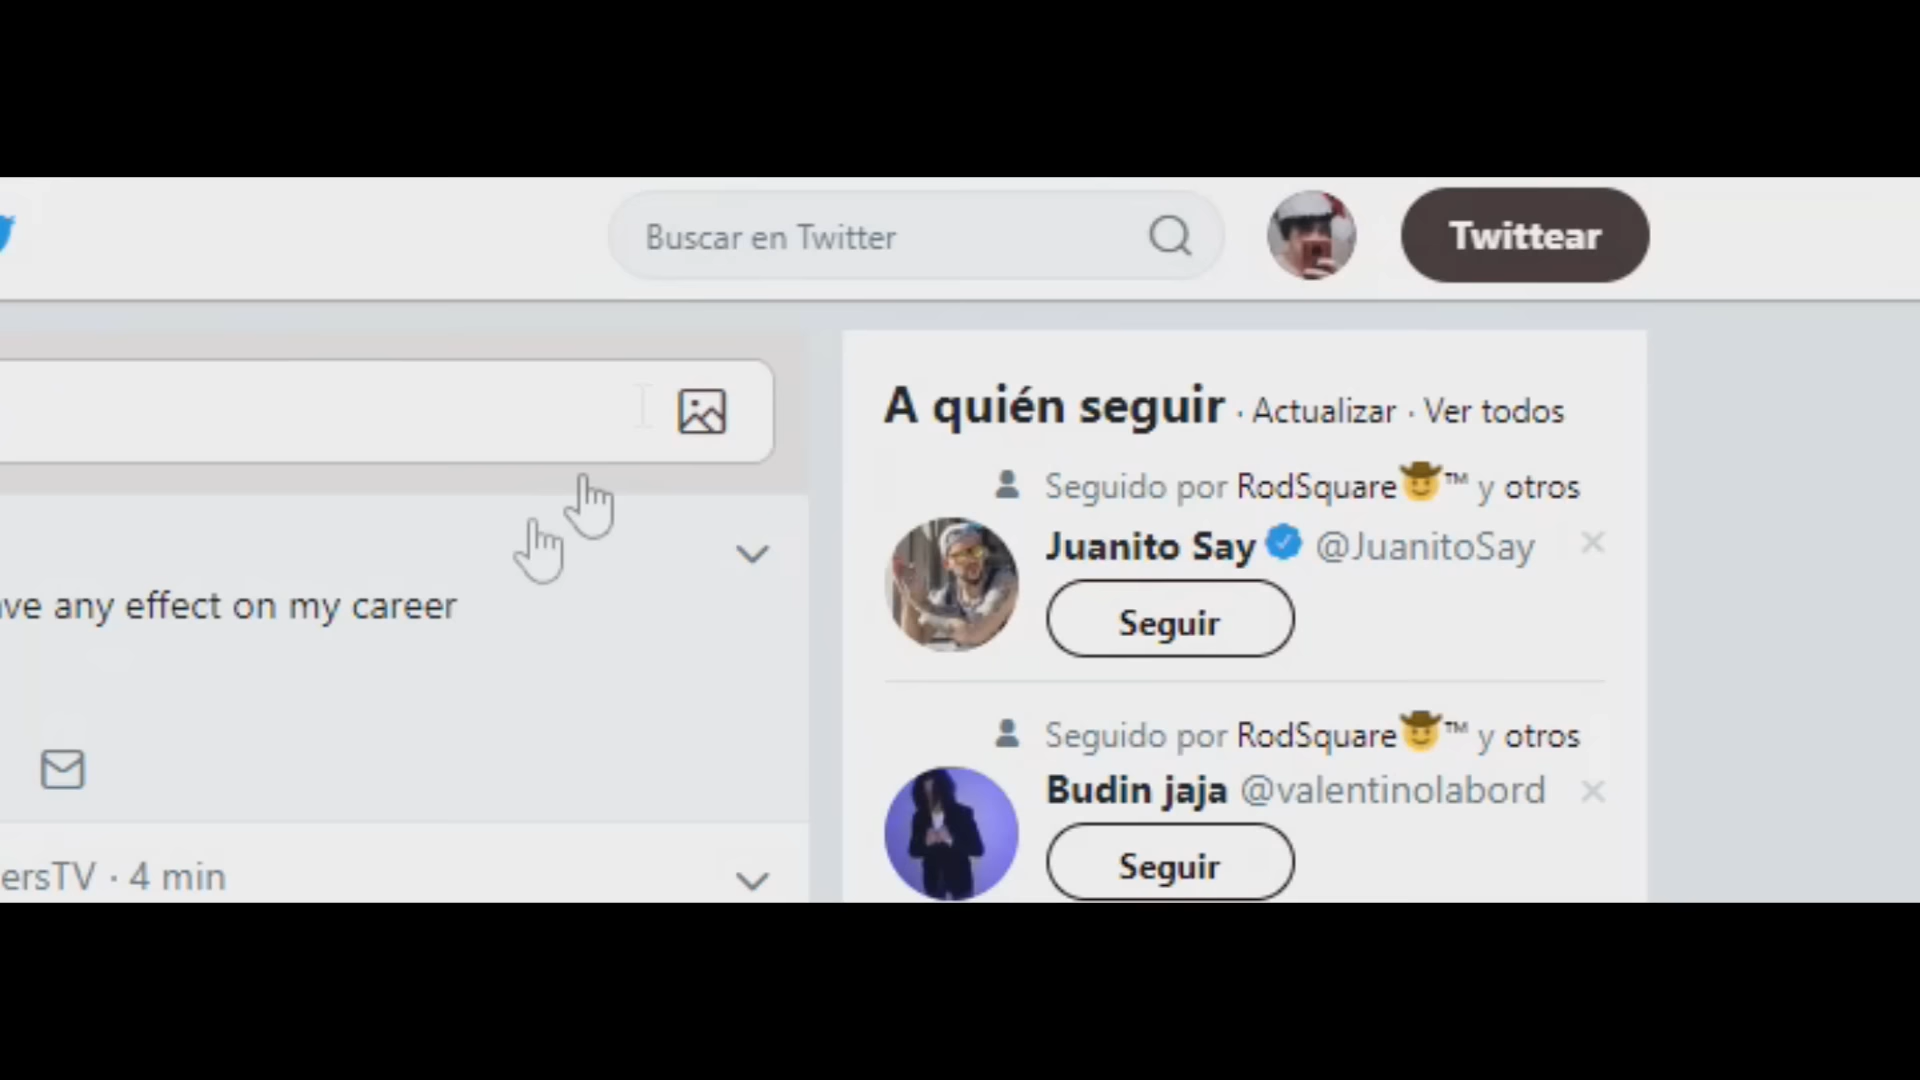 Buscar en Twitter
Twittear
A quién seguir · Actualizar · Ver todos
Seguido por RodSquare🤠™ y otros
Juanito Say @JuanitoSay
Seguir
ve any effect on my career
Seguido por RodSquare🤠™ y otros
Budin jaja @valentinolabord
Seguir
ersTV · 4 min